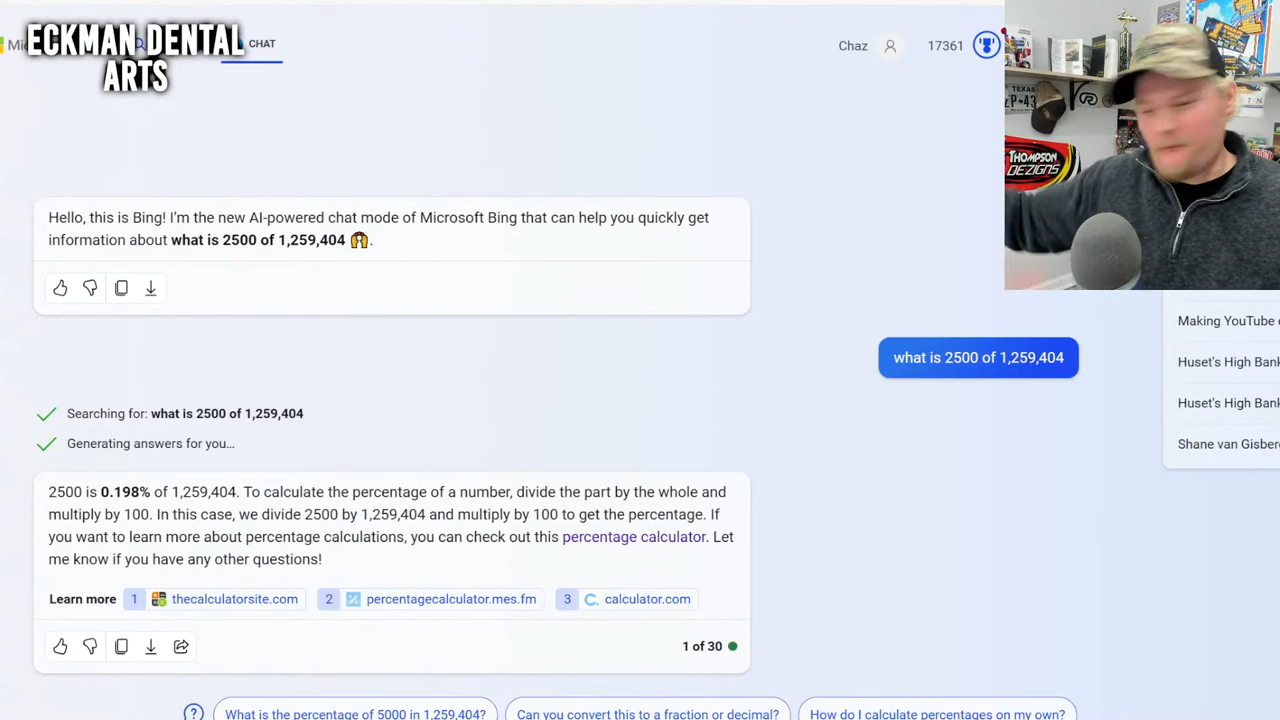 ECKMAN DENTAL
ARTS
CHAT
Chaz
17361
Hello, this is Bing! I'm the new AI-powered chat mode of Microsoft Bing that can help you quickly get
information about what is 2500 of 1,259,404 🙌.
what is 2500 of 1,259,404
Searching for: what is 2500 of 1,259,404
Generating answers for you...
2500 is 0.198% of 1,259,404. To calculate the percentage of a number, divide the part by the whole and
multiply by 100. In this case, we divide 2500 by 1,259,404 and multiply by 100 to get the percentage. If
you want to learn more about percentage calculations, you can check out this percentage calculator. Let
me know if you have any other questions!
Learn more 1 thecalculatorsite.com 2 percentagecalculator.mes.fm 3 calculator.com
1 of 30
What is the percentage of 5000 in 1,259,404? Can you convert this to a fraction or decimal? How do I calculate percentages on my own?
TEXAS
THOMPSON
DEZIGNS
Making YouTube
Huset's High Bank
Huset's High Bank
Shane van Gisber